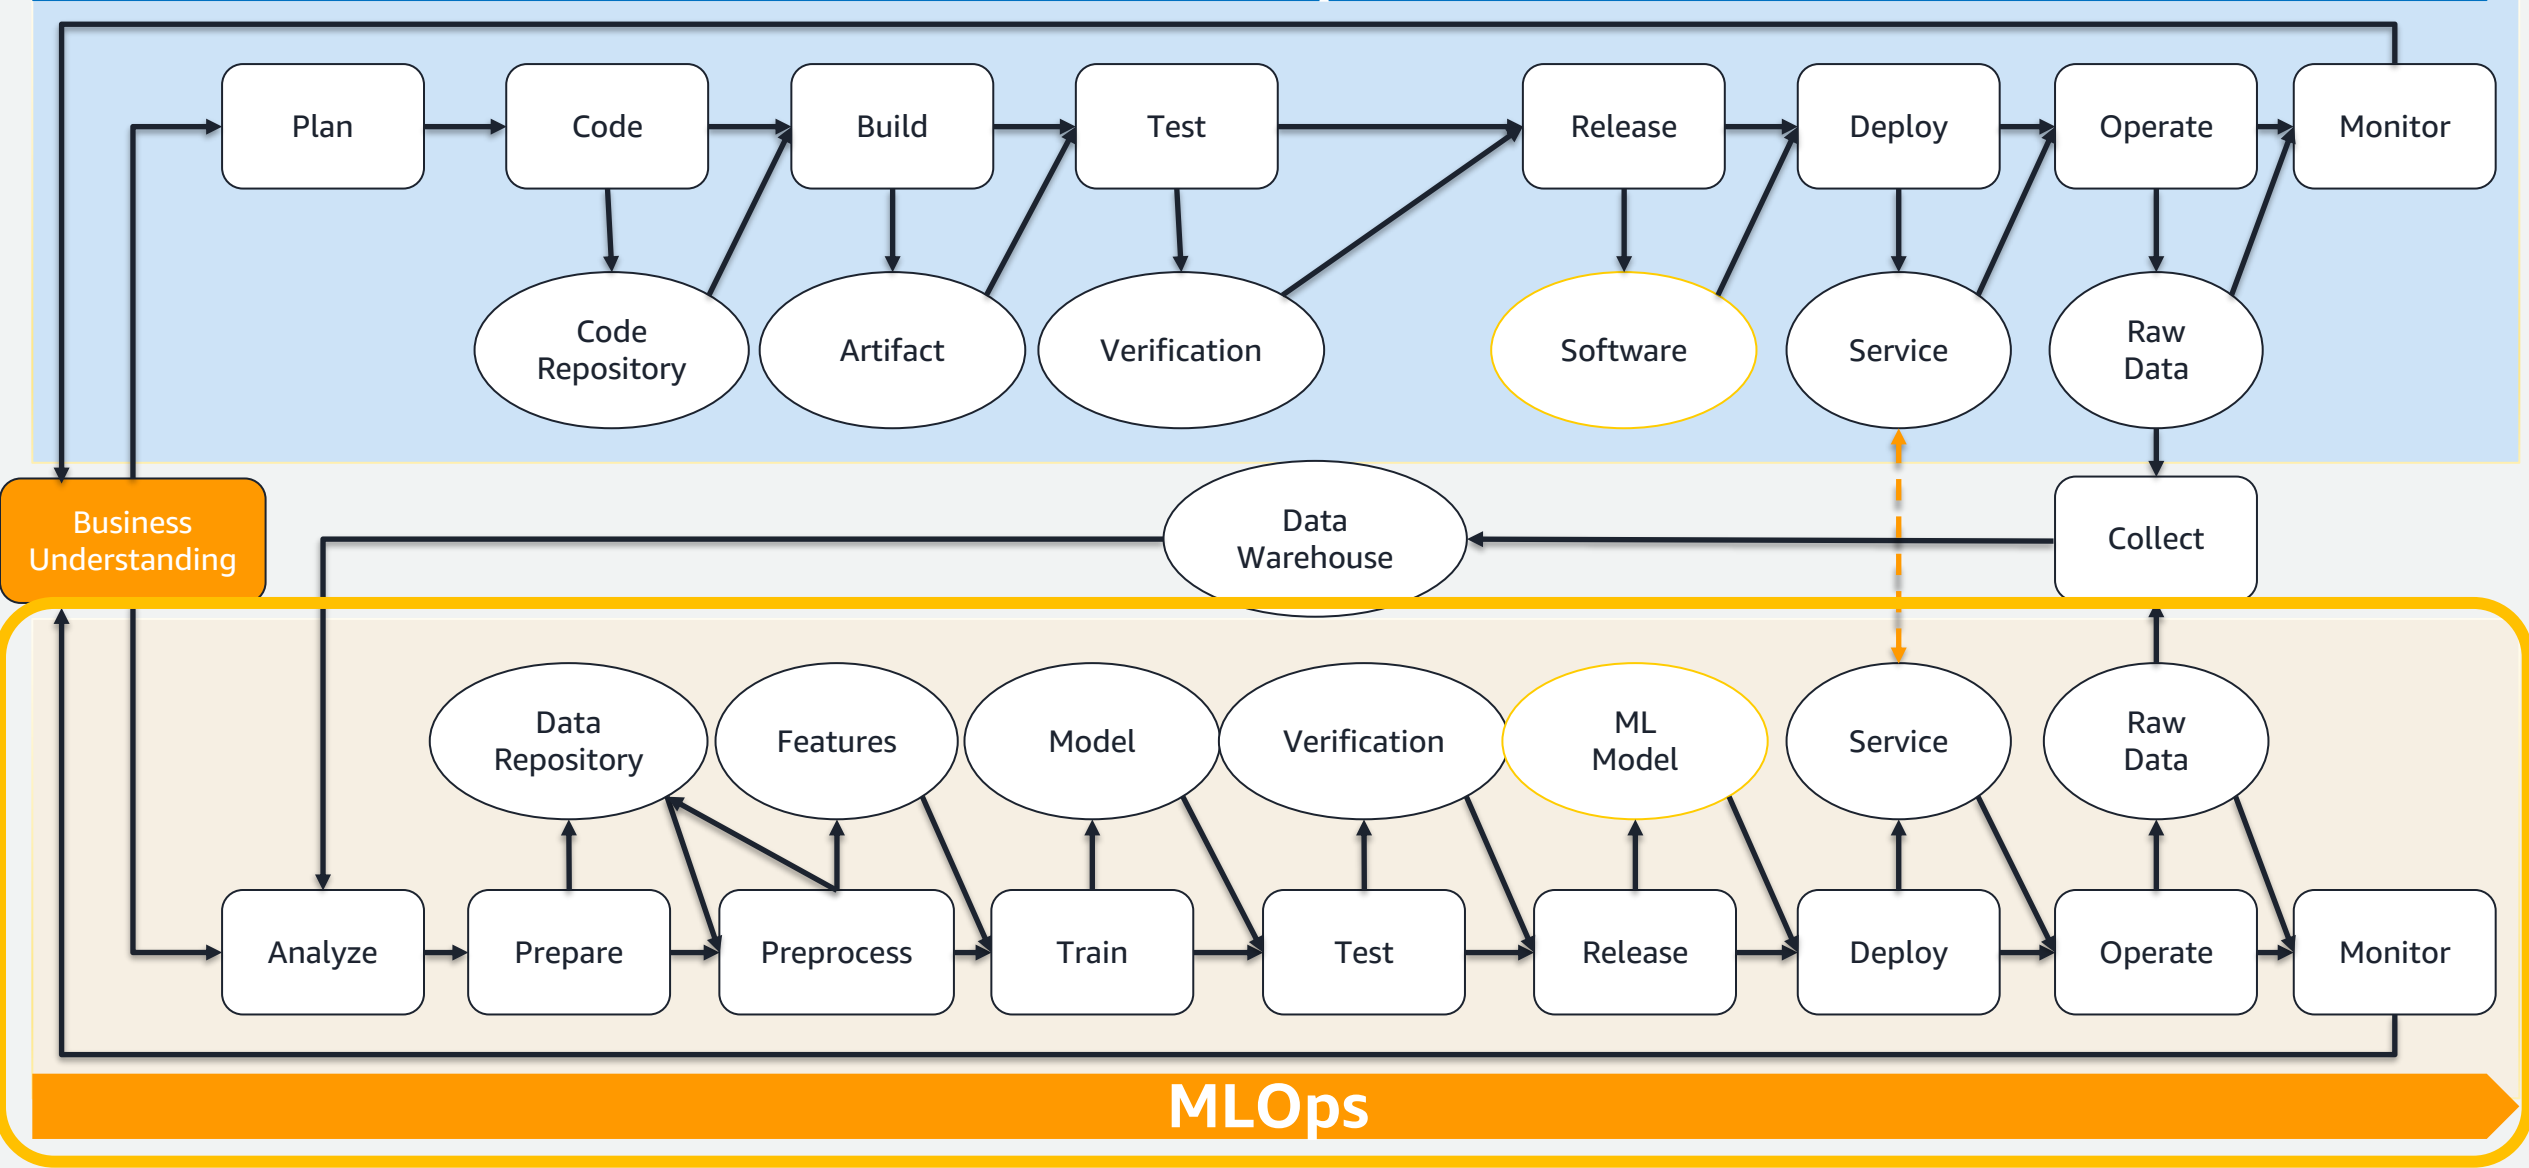 Plan
Code
Build
Test
Release
Deploy
Operate
Monitor
Code
Repository
Artifact
Verification
Software
Service
Raw
Data
Business
Understanding
Data
Warehouse
Collect
Data
Repository
Features
Model
Verification
ML
Model
Service
Raw
Data
Analyze
Prepare
Preprocess
Train
Test
Release
Deploy
Operate
Monitor
MLOps